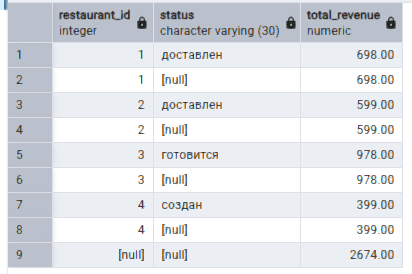 restaurant_id status total_revenue
integer character varying (30) numeric
1 1 доставлен 698.00
2 1 [null] 698.00
3 2 доставлен 599.00
4 2 [null] 599.00
5 3 готовится 978.00
6 3 [null] 978.00
7 4 создан 399.00
8 4 [null] 399.00
9 [null] [null] 2674.00